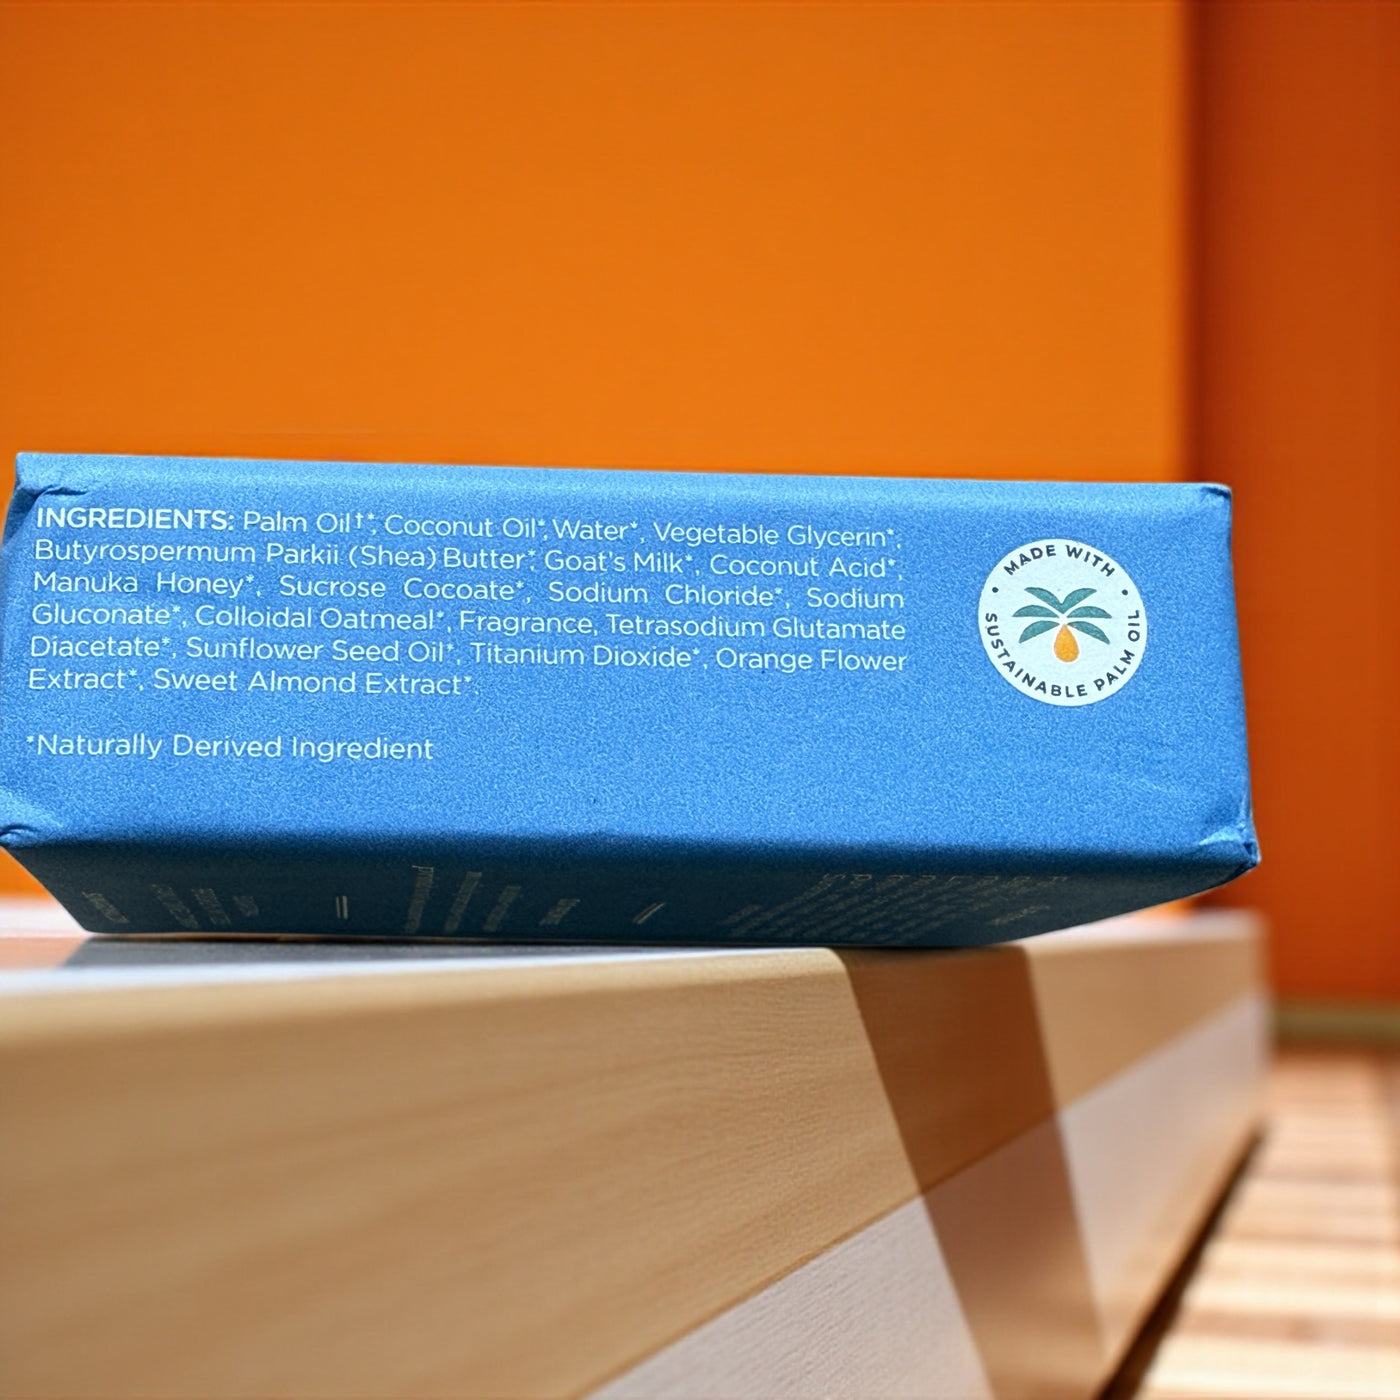 INGREDIENTS: Palm Oil†*, Coconut Oil*, Water*, Vegetable Glycerin*,
Butyrospermum Parkii (Shea) Butter*, Goat's Milk*, Coconut Acid*,
Manuka Honey*, Sucrose Cocoate*, Sodium Chloride*, Sodium
Gluconate*, Colloidal Oatmeal*, Fragrance, Tetrasodium Glutamate
Diacetate*, Sunflower Seed Oil*, Titanium Dioxide*, Orange Flower
Extract*, Sweet Almond Extract*.
*Naturally Derived Ingredient
MADE WITH
• SUSTAINABLE PALM OIL •